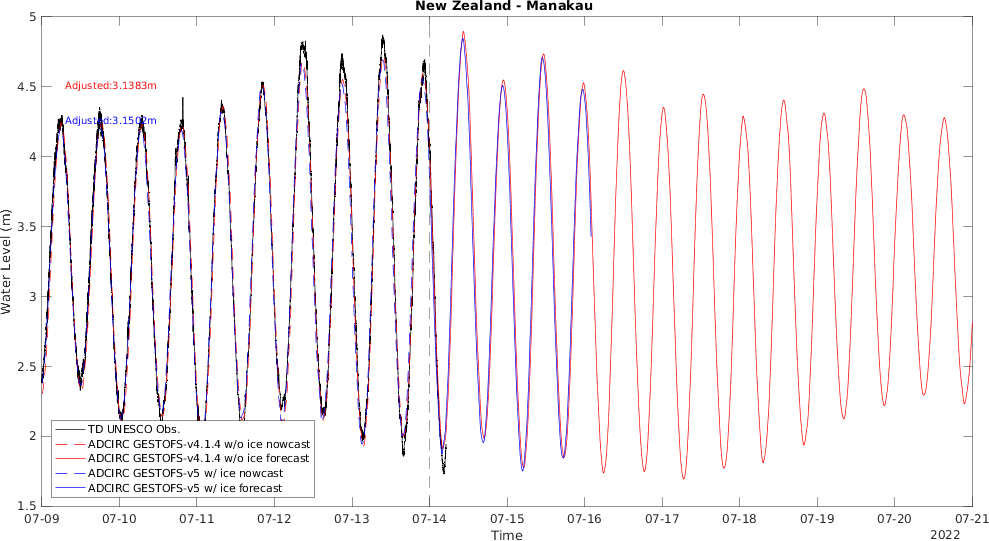 New Zealand - Manakau
5
4.5
4
3.5
3
2.5
2
1.5
Water Level (m)
Adjusted:3.1383m
Adjusted:3.1502m
TD UNESCO Obs.
ADCIRC GESTOFS-v4.1.4 w/o ice nowcast
ADCIRC GESTOFS-v4.1.4 w/o ice forecast
ADCIRC GESTOFS-v5 w/ ice nowcast
ADCIRC GESTOFS-v5 w/ ice forecast
07-09 07-10 07-11 07-12 07-13 07-14 07-15 07-16 07-17 07-18 07-19 07-20 07-21
Time
2022